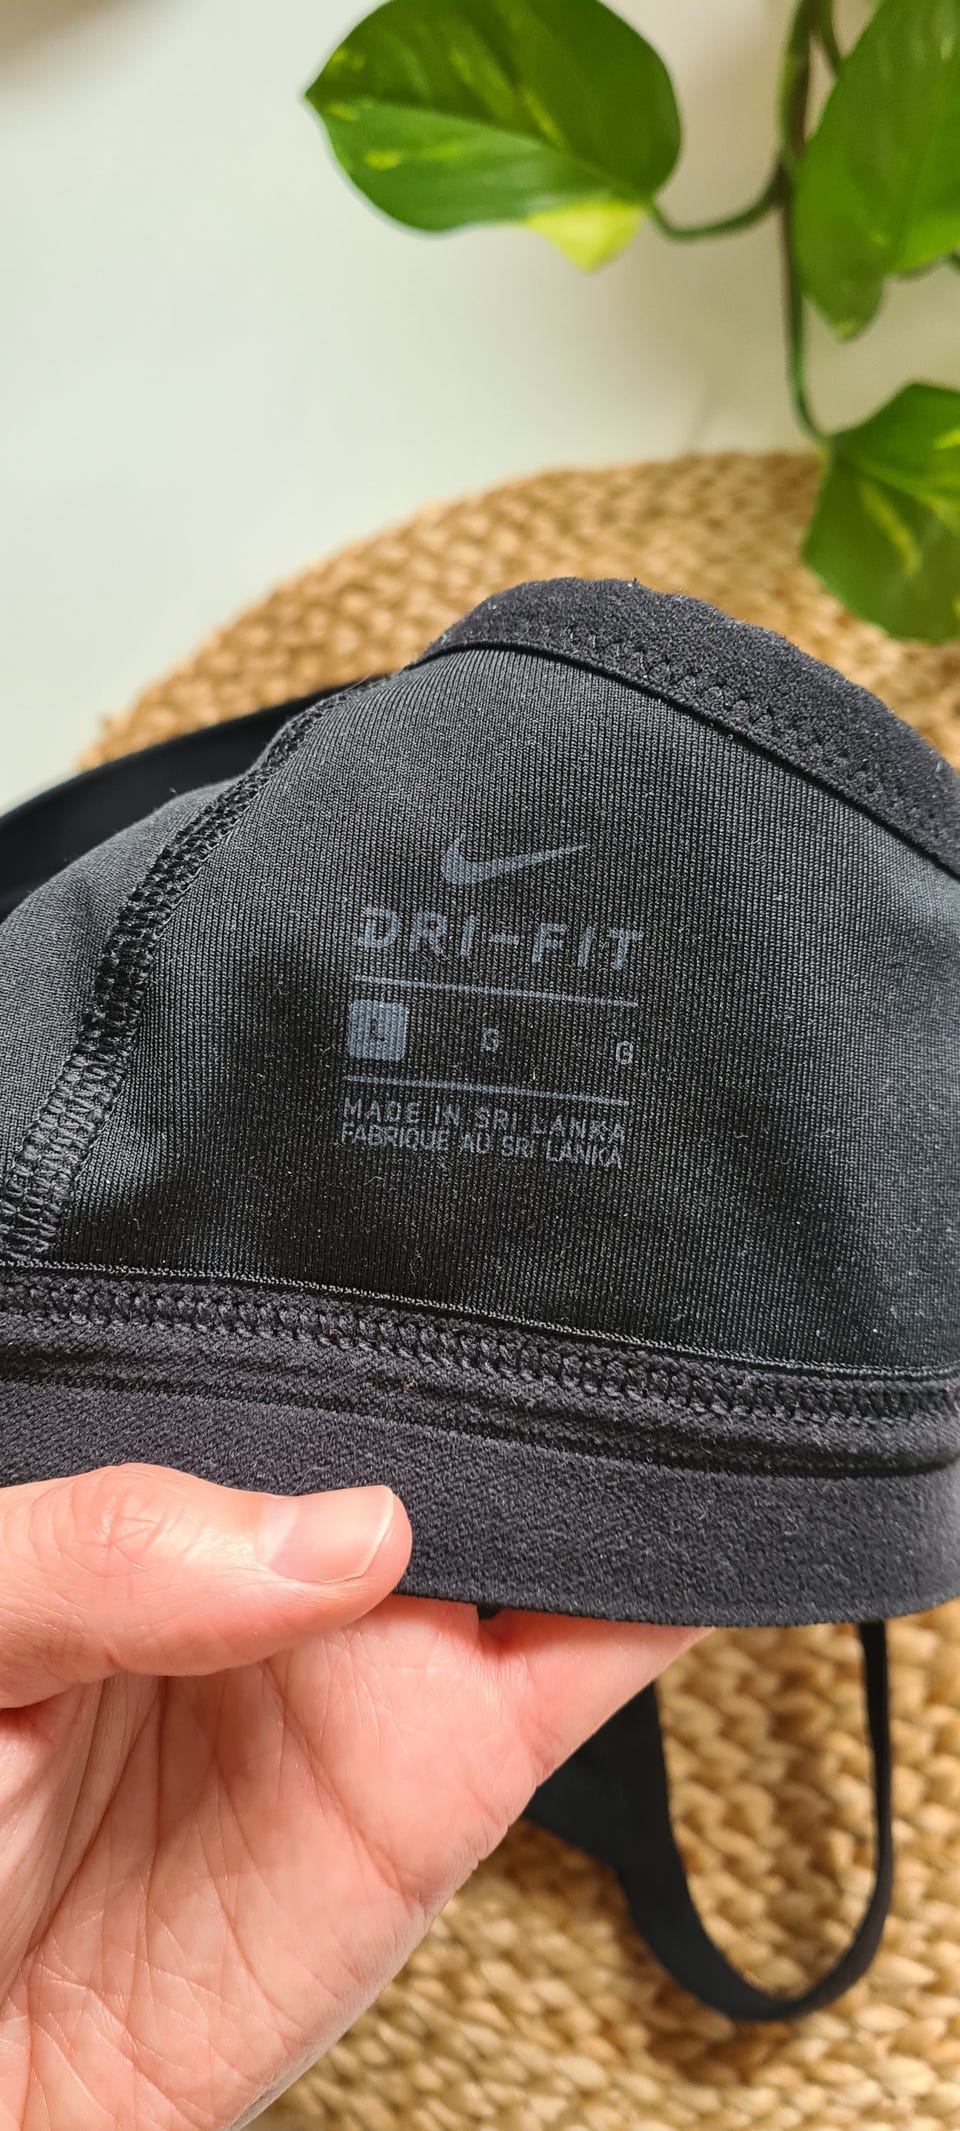 DRI-FIT
L G G
MADE IN SRI LANKA
FABRIQUE AU SRI LANKA